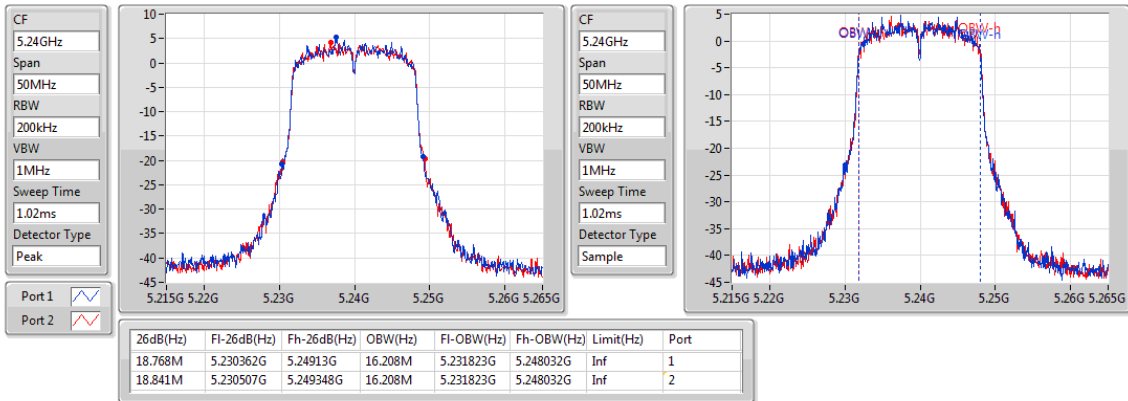 CF
5.24GHz
Span
50MHz
RBW
200kHz
VBW
1MHz
Sweep Time
1.02ms
Detector Type
Peak
Port 1
Port 2
10
5
0
-5
-10
-15
-20
-25
-30
-35
-40
-45
5.215G 5.22G 5.23G 5.24G 5.25G 5.26G 5.265G
CF
5.24GHz
Span
50MHz
RBW
200kHz
VBW
1MHz
Sweep Time
1.02ms
Detector Type
Sample
5
0
-5
-10
-15
-20
-25
-30
-35
-40
-45
OBW-h
5.215G 5.22G 5.23G 5.24G 5.25G 5.26G 5.265G
26dB(Hz) Fl-26dB(Hz) Fh-26dB(Hz) OBW(Hz) Fl-OBW(Hz) Fh-OBW(Hz) Limit(Hz) Port
18.768M 5.230362G 5.24913G 16.208M 5.231823G 5.248032G Inf 1
18.841M 5.230507G 5.249348G 16.208M 5.231823G 5.248032G Inf 2